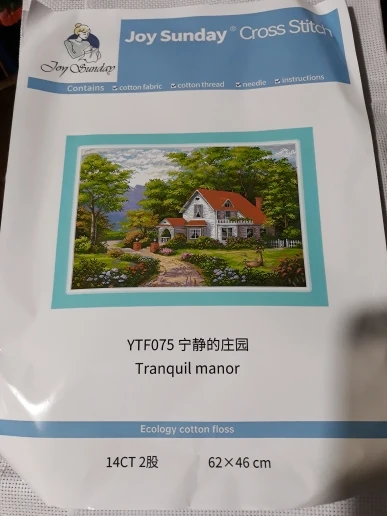 Joy Sunday® Cross Stitch
Joy Sunday
Contains cotton fabric cotton thread needle instructions
YTF075 宁静的庄园
Tranquil manor
Ecology cotton floss
14CT 2股 62×46 cm